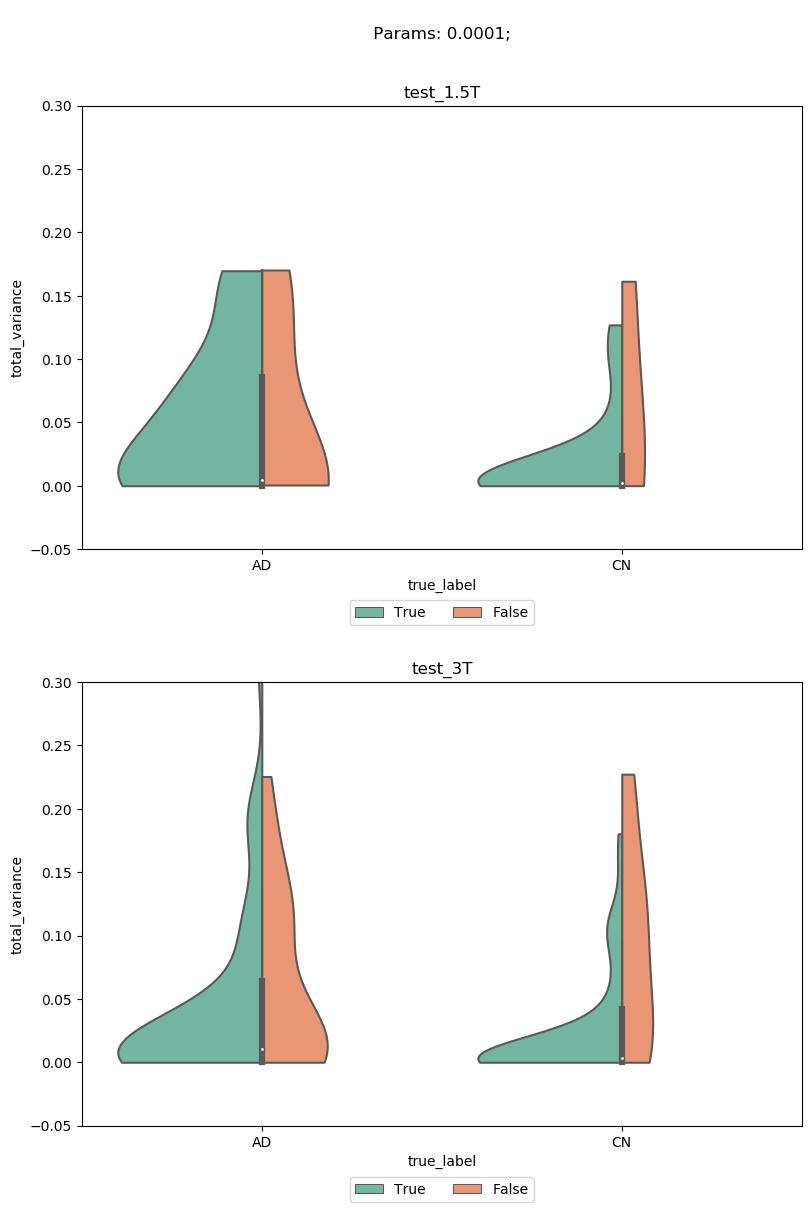 Params: 0.0001;
test_1.5T
0.30
0.25
0.20
0.15
0.10
0.05
0.00
−0.05
total_variance
AD CN
true_label
True False
test_3T
0.30
0.25
0.20
0.15
0.10
0.05
0.00
−0.05
total_variance
AD CN
true_label
True False